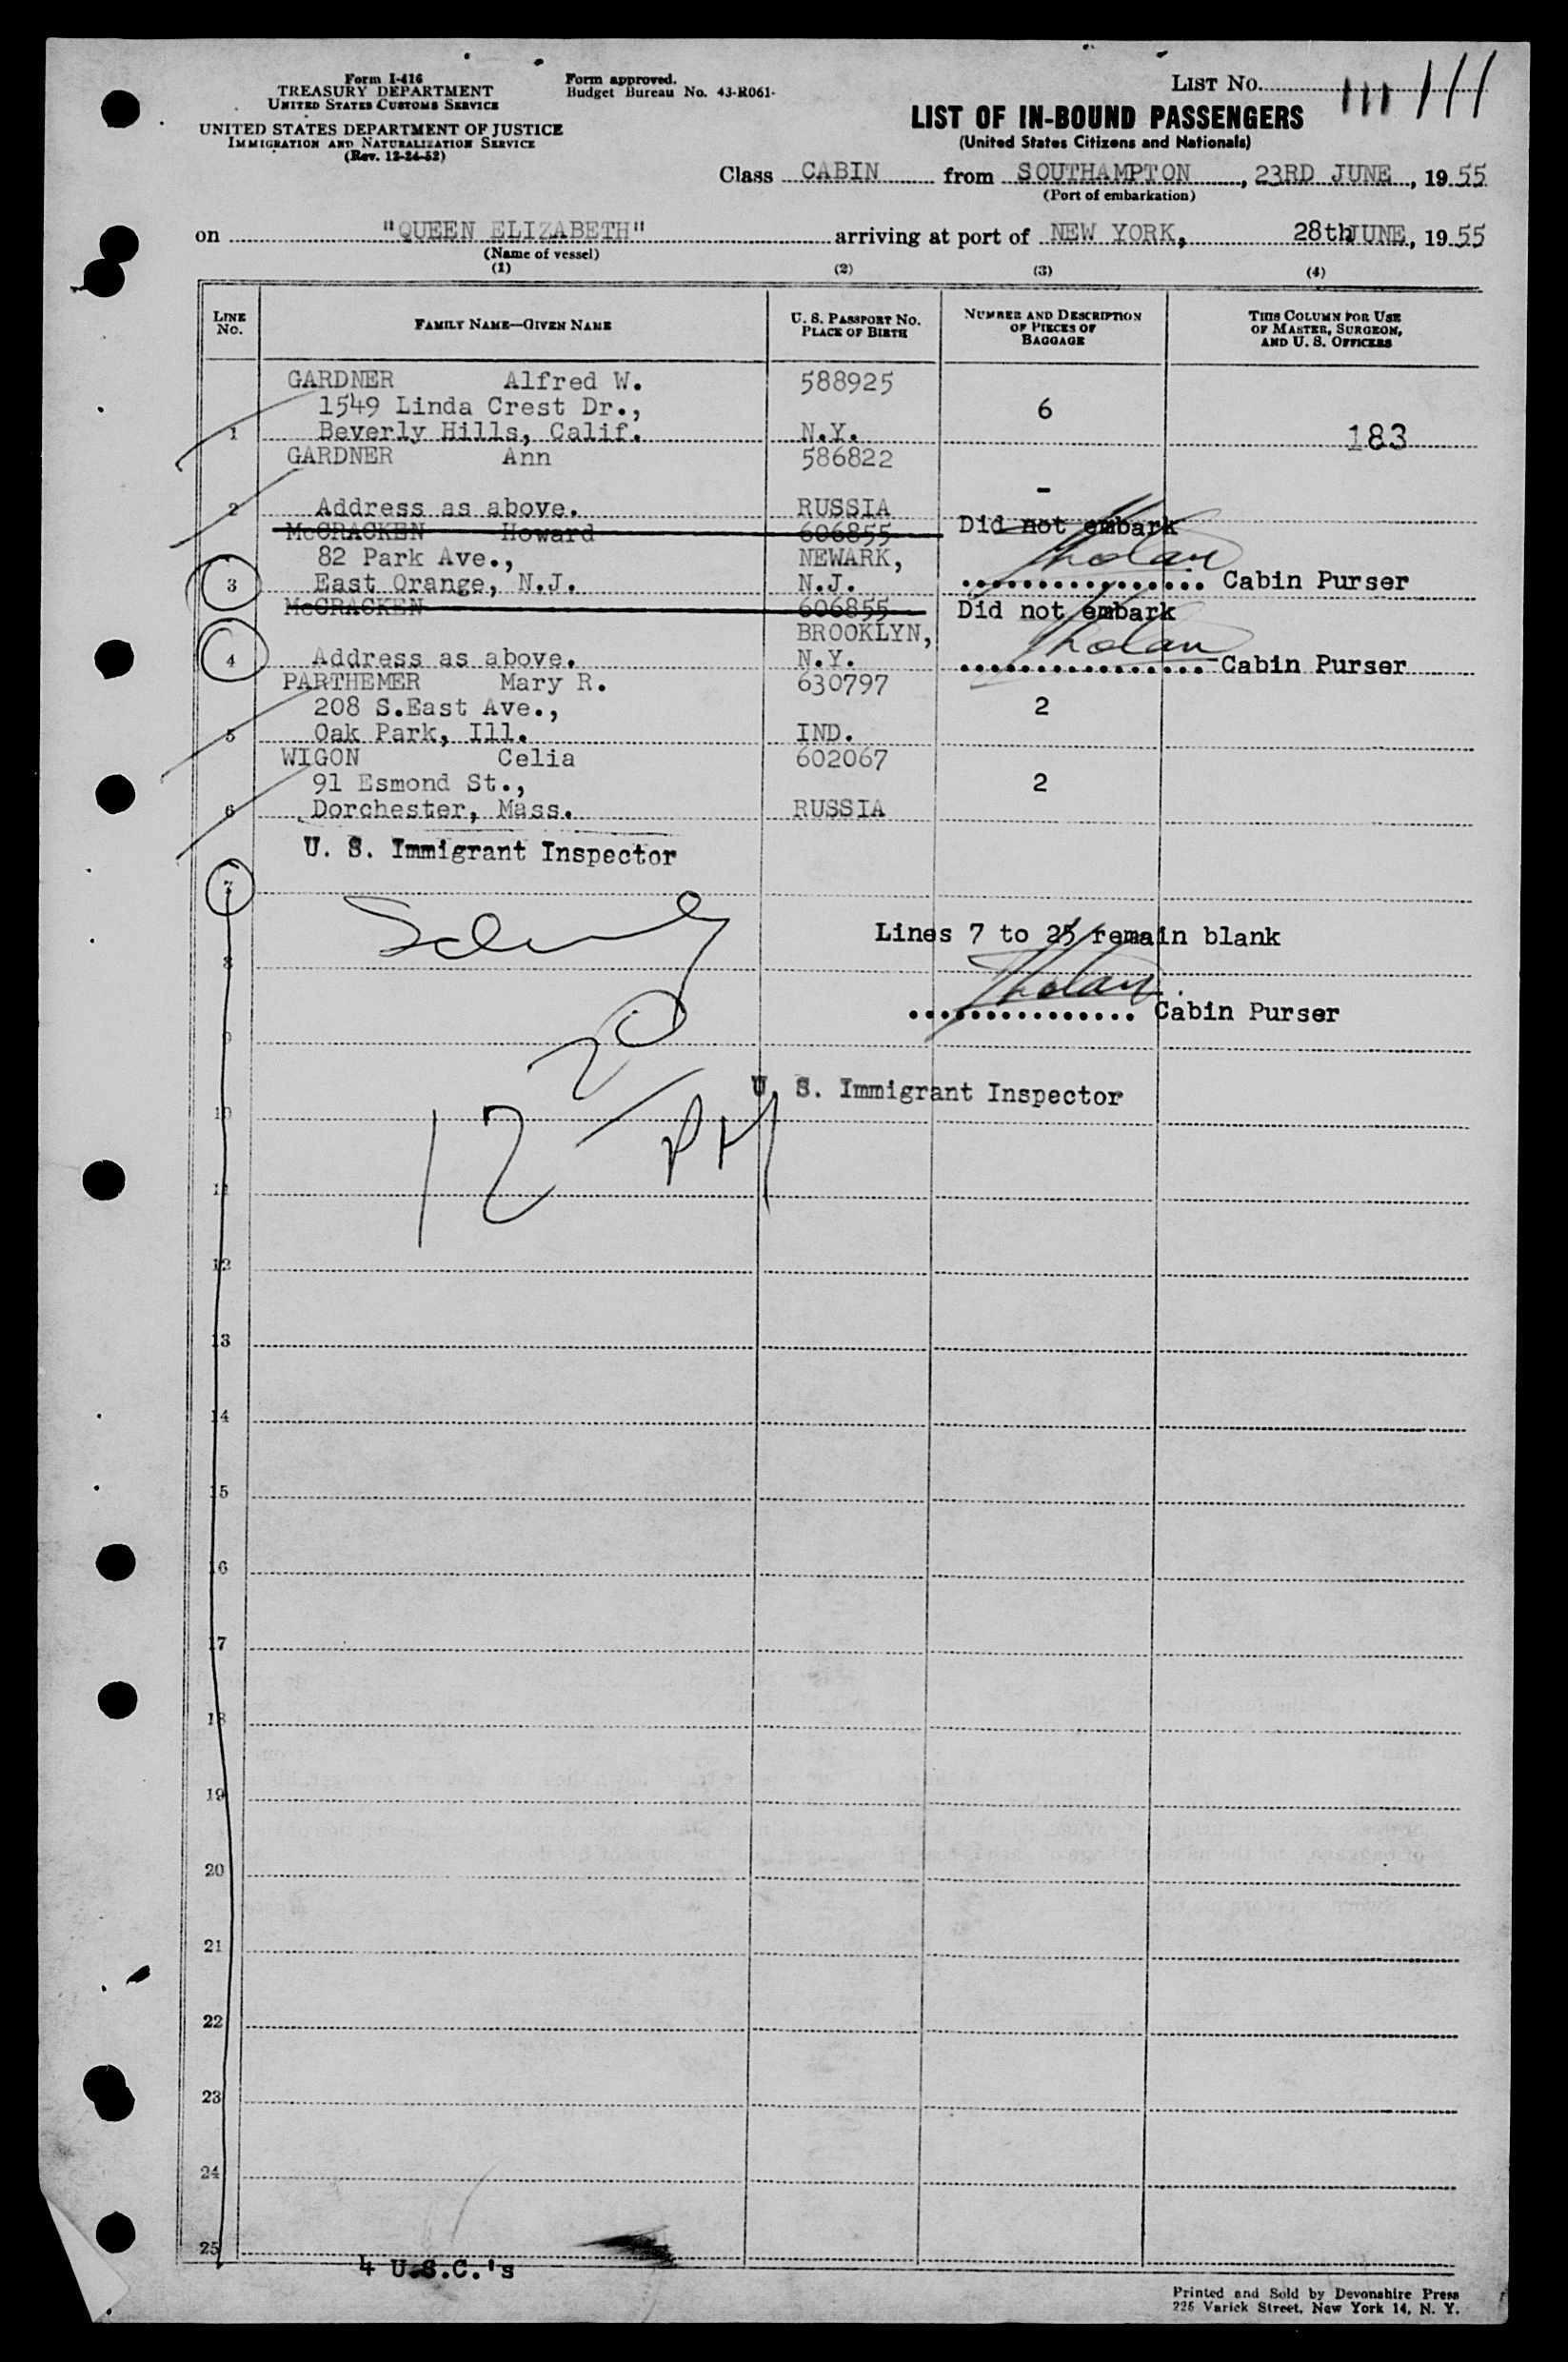 Form I-416
TREASURY DEPARTMENT
UNITED STATES CUSTOMS SERVICE
UNITED STATES DEPARTMENT OF JUSTICE
IMMIGRATION AND NATURALIZATION SERVICE
(Rev. 12-24-52)
Form approved.
Budget Bureau No. 43-R061.
LIST No. 111 111
LIST OF IN-BOUND PASSENGERS
(United States Citizens and Nationals)
Class CABIN from SOUTHAMPTON, 23RD JUNE, 1955
(Port of embarkation)
on "QUEEN ELIZABETH" arriving at port of NEW YORK, 28th JUNE, 1955
(Name of vessel)
(1) (2) (3) (4)
LINE No. FAMILY NAME—GIVEN NAME U. S. PASSPORT No. PLACE OF BIRTH NUMBER AND DESCRIPTION OF PIECES OF BAGGAGE THIS COLUMN FOR USE OF MASTER, SURGEON, AND U. S. OFFICERS
GARDNER Alfred W. 588925
1549 Linda Crest Dr., 6
1 Beverly Hills, Calif. N.Y. 183
GARDNER Ann 586822
-
2 Address as above. RUSSIA
McCRACKEN Howard 606855 Did not embark
82 Park Ave., NEWARK,
3 East Orange, N.J. N.J. Cabin Purser
McCRACKEN 606855 Did not embark
BROOKLYN,
4 Address as above. N.Y. Cabin Purser
PARTHEMER Mary R. 630797
208 S.East Ave., 2
5 Oak Park, Ill. IND.
WIGON Celia 602067
91 Esmond St., 2
6 Dorchester, Mass. RUSSIA
U. S. Immigrant Inspector
7
Lines 7 to 25 remain blank
8
Cabin Purser
9
U. S. Immigrant Inspector
10
12 20/PM
11
12
13
14
15
16
17
18
19
20
21
22
23
24
25
4 U.S.C.'s
Printed and Sold by Devonshire Press
225 Varick Street, New York 14, N. Y.